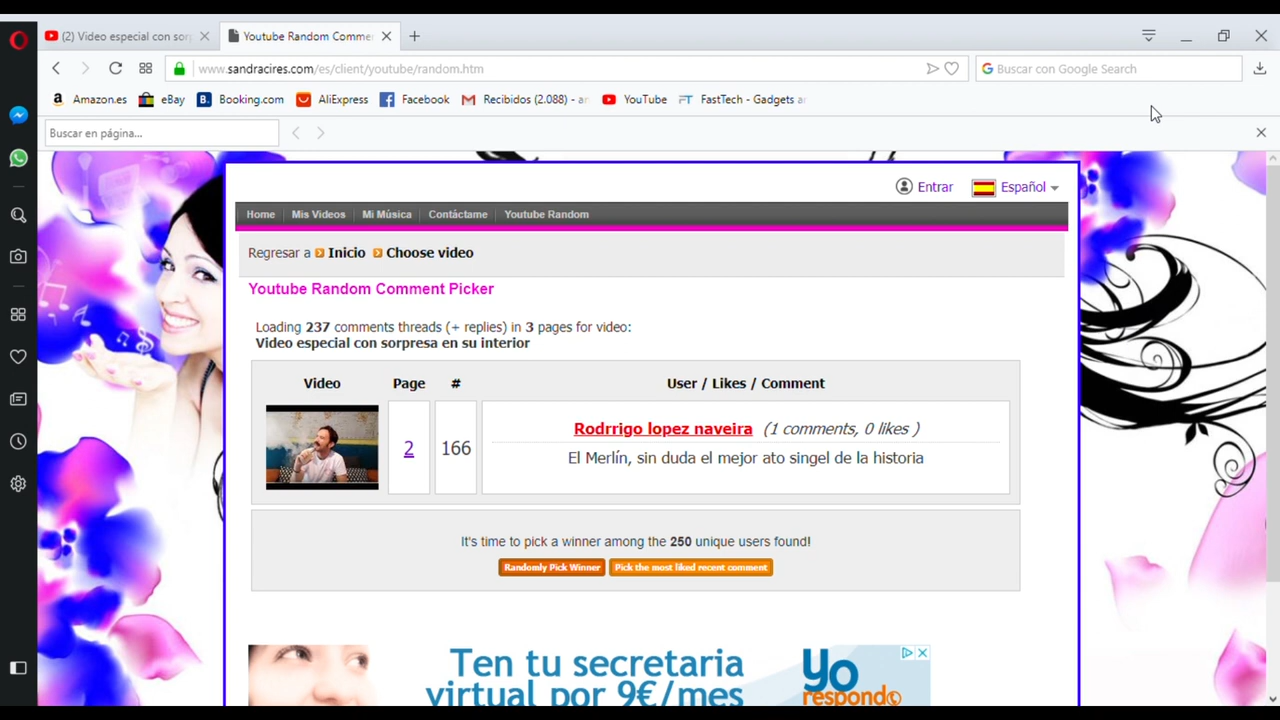 (2) Video especial con sorp
Youtube Random Comme
www.sandracires.com/es/client/youtube/random.htm
Buscar con Google Search
a Amazon.es
eBay
B. Booking.com
AliExpress
Facebook
Recibidos (2.088) - ar
YouTube
FT FastTech - Gadgets ar
Buscar en página...
Entrar
Español
Home
Mis Videos
Mi Música
Contáctame
Youtube Random
Regresar a Inicio Choose video
Youtube Random Comment Picker
Loading 237 comments threads (+ replies) in 3 pages for video:
Video especial con sorpresa en su interior
Video Page # User / Likes / Comment
2 166 Rodrrigo lopez naveira (1 comments, 0 likes )
El Merlín, sin duda el mejor ato singel de la historia
It's time to pick a winner among the 250 unique users found!
Randomly Pick Winner Pick the most liked recent comment
Ten tu secretaria
virtual por 9€/mes
Yo
respondo